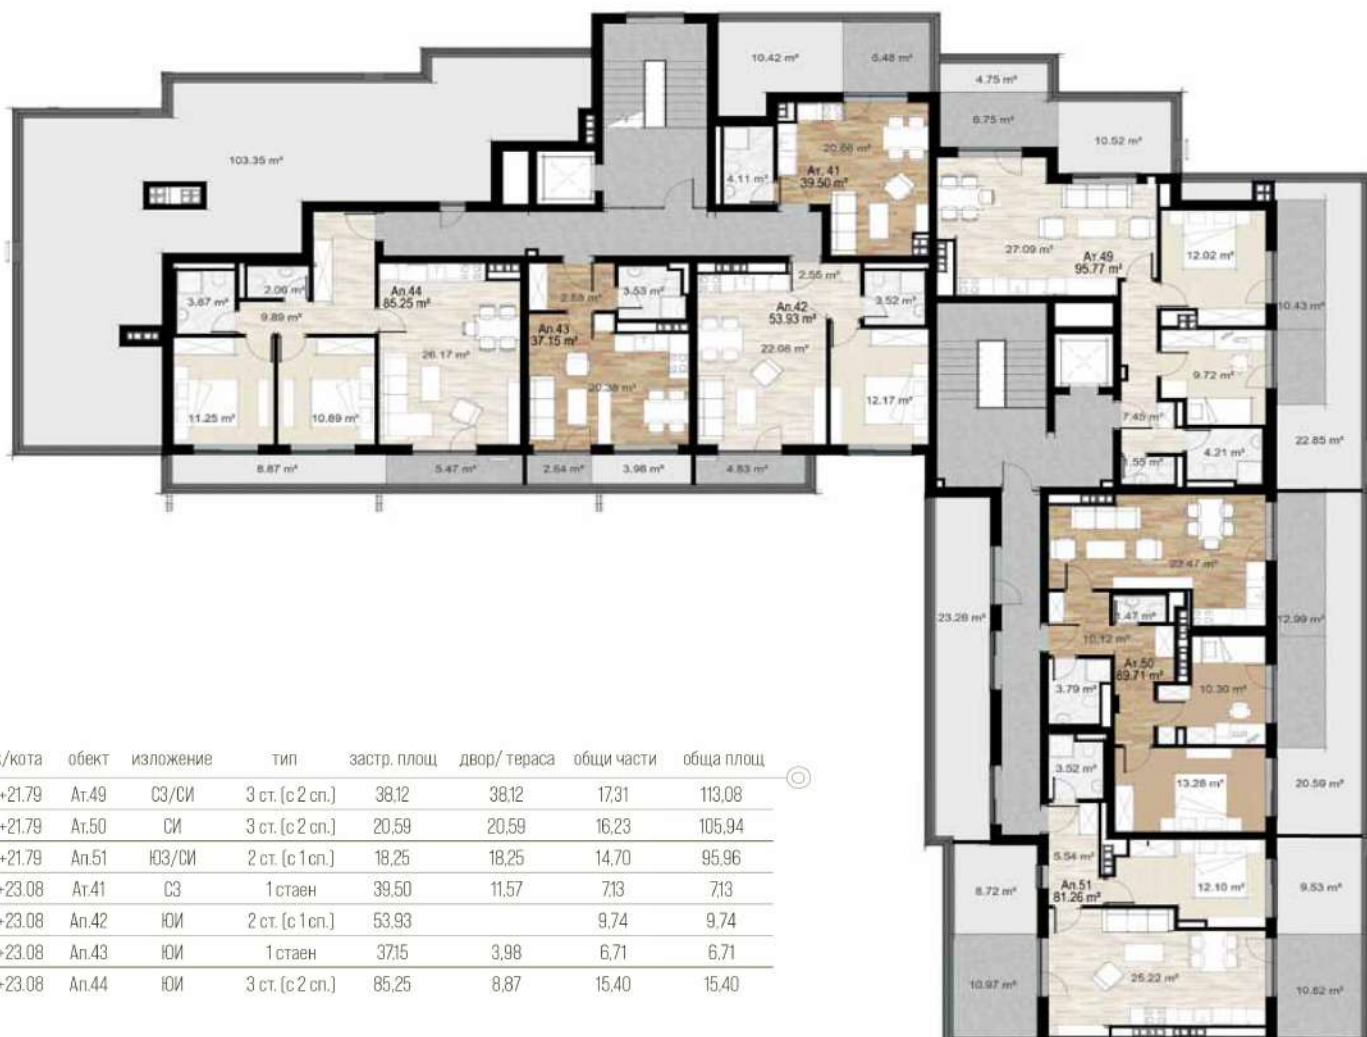 10.42 m²
4.75 m²
103.35 m²
10.52 m²
20.66 m²
4.11 m²
Ат. 41
39.50 m²
27.09 m²
Ат.49
95.77 m²
12.02 m²
10.43 m²
2.06 m²
3.67 m²
9.89 m²
Ап.44
85.25 m²
3.53 m²
2.55 m²
Ап.42
53.93 m²
3.52 m²
Ап.43
37.15 m²
26.17 m²
22.06 m²
9.72 m²
11.25 m²
10.89 m²
20.38 m²
12.17 m²
7.45 m²
22.85 m²
1.55 m²
4.21 m²
8.87 m²
5.47 m²
2.64 m²
3.98 m²
4.83 m²
22.47 m²
23.28 m²
1.47 m²
12.99 m²
10.12 m²
Ат.50
89.71 m²
3.79 m²
10.30 m²
3.52 m²
13.28 m²
20.59 m²
5.54 m²
Ап.51
81.26 m²
8.72 m²
12.10 m²
9.53 m²
25.22 m²
10.97 m²
10.82 m²
/кота обект изложение тип застр. площ двор/ тераса общи части обща площ
+21.79 Ат.49 СЗ/СИ 3 ст. (с 2 сп.) 38,12 38,12 17,31 113,08
+21.79 Ат.50 СИ 3 ст. (с 2 сп.) 20,59 20,59 16,23 105,94
+21.79 Ап.51 ЮЗ/СИ 2 ст. (с 1 сп.) 18,25 18,25 14,70 95,96
+23.08 Ат.41 СЗ 1 стаен 39,50 11,57 7,13 7,13
+23.08 Ап.42 ЮИ 2 ст. (с 1 сп.) 53,93 9,74 9,74
+23.08 Ап.43 ЮИ 1 стаен 37,15 3,98 6,71 6,71
+23.08 Ап.44 ЮИ 3 ст. (с 2 сп.) 85,25 8,87 15,40 15,40